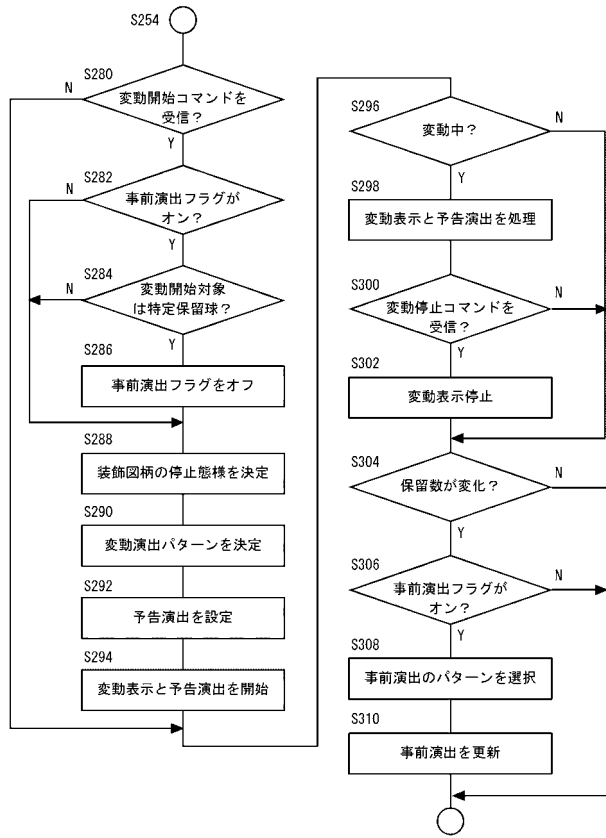 S254
S280
N
変動開始コマンドを
受信？
Y
S282
N
事前演出フラグが
オン？
Y
S284
N
変動開始対象
は特定保留球？
Y
S286
事前演出フラグをオフ
S288
装飾図柄の停止態様を決定
S290
変動演出パターンを決定
S292
予告演出を設定
S294
変動表示と予告演出を開始
S296
変動中？
N
Y
S298
変動表示と予告演出を処理
S300
変動停止コマンドを
受信？
N
Y
S302
変動表示停止
S304
保留数が変化？
N
Y
S306
事前演出フラグが
オン？
N
Y
S308
事前演出のパターンを選択
S310
事前演出を更新